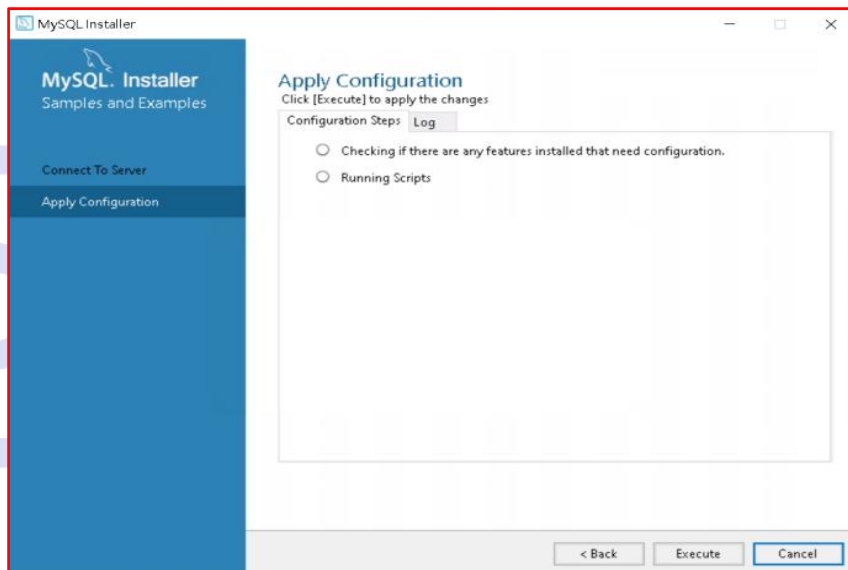 MySQL Installer
MySQL. Installer
Samples and Examples
Connect To Server
Apply Configuration
Apply Configuration
Click [Execute] to apply the changes
Configuration Steps Log
Checking if there are any features installed that need configuration.
Running Scripts
< Back Execute Cancel